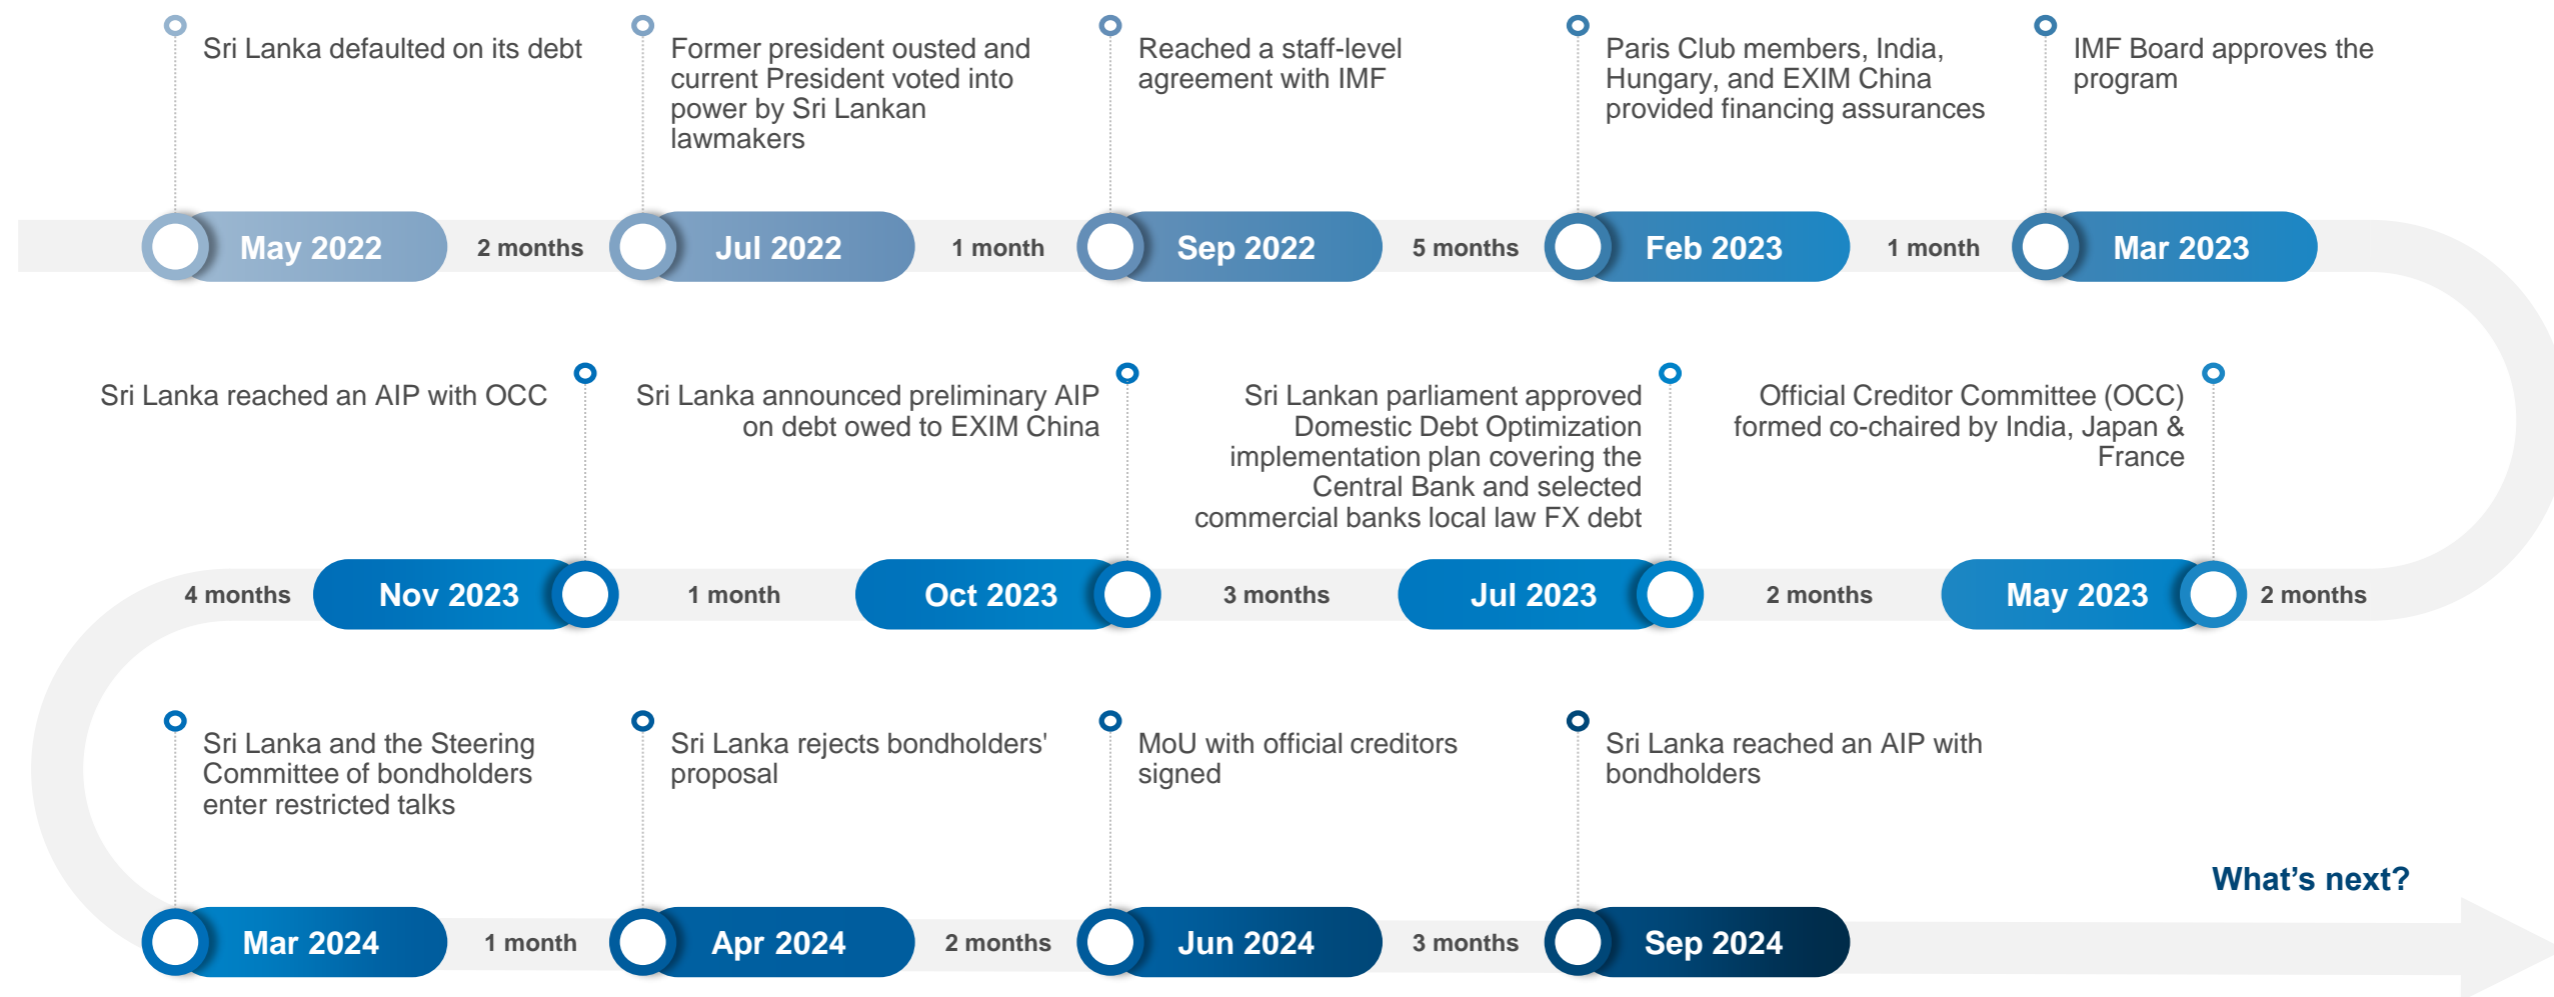 Sri Lanka defaulted on its debt
Former president ousted and
current President voted into
power by Sri Lankan
lawmakers
Reached a staff-level
agreement with IMF
Paris Club members, India,
Hungary, and EXIM China
provided financing assurances
IMF Board approves the
program
May 2022
2 months
Jul 2022
1 month
Sep 2022
5 months
Feb 2023
1 month
Mar 2023
Sri Lanka reached an AIP with OCC
Sri Lanka announced preliminary AIP
on debt owed to EXIM China
Sri Lankan parliament approved
Domestic Debt Optimization
implementation plan covering the
Central Bank and selected
commercial banks local law FX debt
Official Creditor Committee (OCC)
formed co-chaired by India, Japan &
France
4 months
Nov 2023
1 month
Oct 2023
3 months
Jul 2023
2 months
May 2023
2 months
Sri Lanka and the Steering
Committee of bondholders
enter restricted talks
Sri Lanka rejects bondholders'
proposal
MoU with official creditors
signed
Sri Lanka reached an AIP with
bondholders
What’s next?
Mar 2024
1 month
Apr 2024
2 months
Jun 2024
3 months
Sep 2024